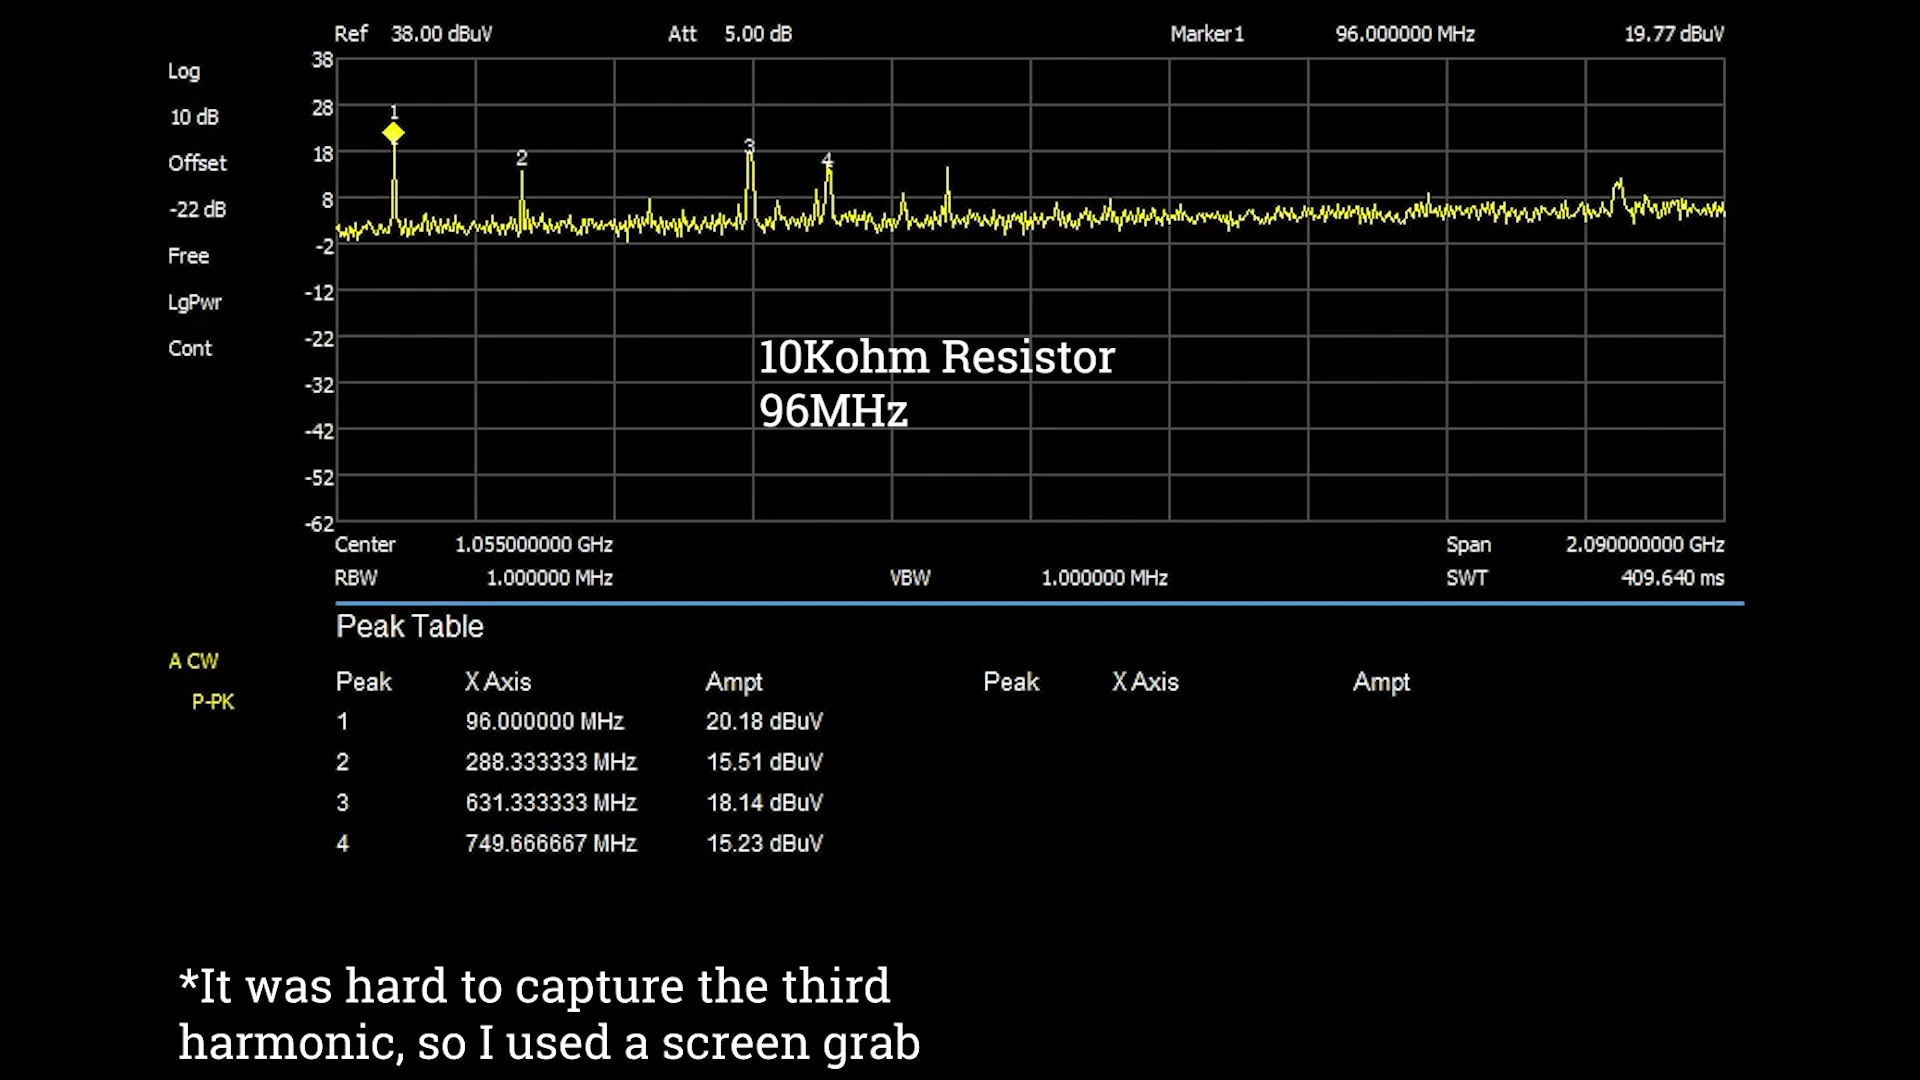 Ref 38.00 dBuV Att 5.00 dB Marker1 96.000000 MHz 19.77 dBuV
Log
10 dB
Offset
-22 dB
Free
LgPwr
Cont
38
28
18
8
-2
-12
-22
-32
-42
-52
-62
1
2
3
4
10Kohm Resistor
96MHz
Center 1.055000000 GHz Span 2.090000000 GHz
RBW 1.000000 MHz VBW 1.000000 MHz SWT 409.640 ms
Peak Table
A CW
P-PK
Peak X Axis Ampt Peak X Axis Ampt
1 96.000000 MHz 20.18 dBuV
2 288.333333 MHz 15.51 dBuV
3 631.333333 MHz 18.14 dBuV
4 749.666667 MHz 15.23 dBuV
*It was hard to capture the third
harmonic, so I used a screen grab